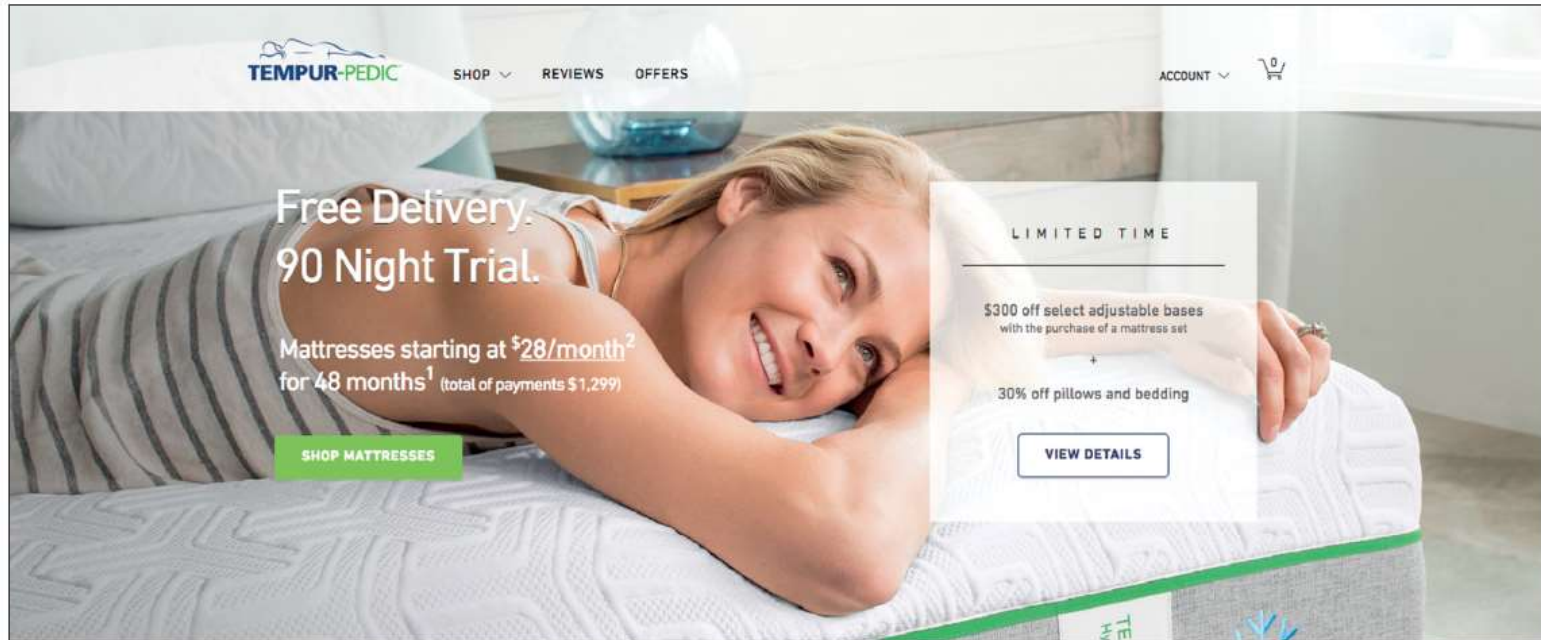 TEMPUR-PEDIC
SHOP
REVIEWS
OFFERS
ACCOUNT
0
Free Delivery.
90 Night Trial.
Mattresses starting at $28/month2
for 48 months1 (total of payments $1,299)
SHOP MATTRESSES
LIMITED TIME
$300 off select adjustable bases
with the purchase of a mattress set
+
30% off pillows and bedding
VIEW DETAILS